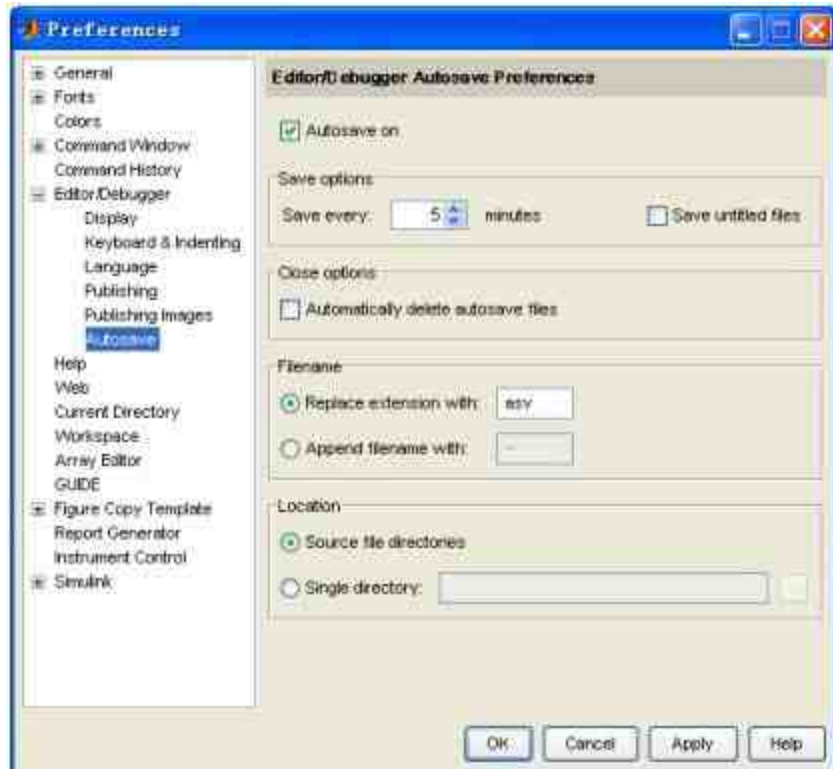 Preferences
General
Fonts
Colors
Command Window
Command History
Editor/Debugger
Display
Keyboard & Indenting
Language
Publishing
Publishing Images
Autosave
Help
Web
Current Directory
Workspace
Array Editor
GUIDE
Figure Copy Template
Report Generator
Instrument Control
Simulink
Editor/Debugger Autosave Preferences
Autosave on
Save options
Save every: 5 minutes Save untitled files
Close options
Automatically delete autosave files
Filename
Replace extension with: asv
Append filename with: ~
Location
Source file directories
Single directory:
OK Cancel Apply Help